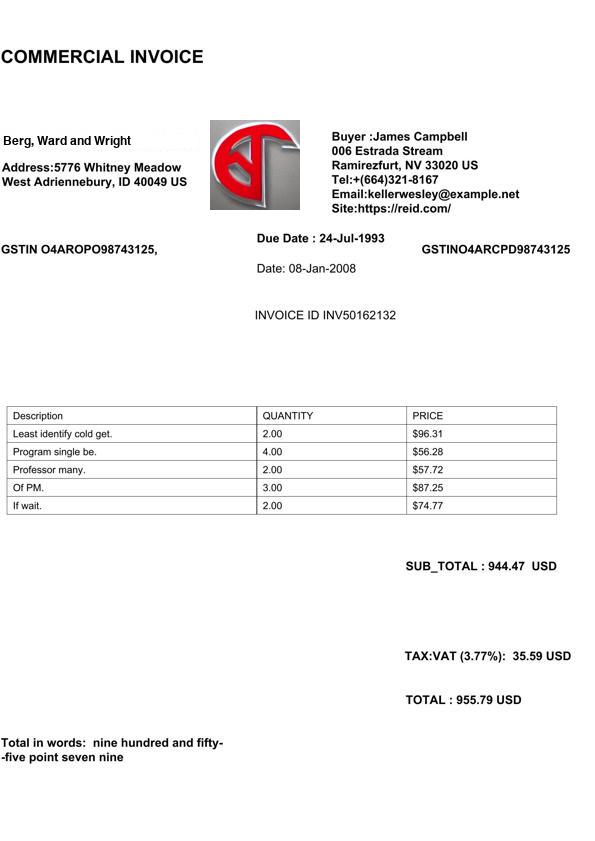 COMMERCIAL INVOICE
Berg, Ward and Wright
Address:5776 Whitney Meadow
West Adriennebury, ID 40049 US
Buyer :James Campbell
006 Estrada Stream
Ramirezfurt, NV 33020 US
Tel:+(664)321-8167
Email:kellerwesley@example.net
Site:https://reid.com/
GSTIN O4AROPO98743125,
Due Date : 24-Jul-1993
GSTINO4ARCPD98743125
Date: 08-Jan-2008
INVOICE ID INV50162132
Description QUANTITY PRICE
Least identify cold get. 2.00 $96.31
Program single be. 4.00 $56.28
Professor many. 2.00 $57.72
Of PM. 3.00 $87.25
If wait. 2.00 $74.77
SUB_TOTAL : 944.47 USD
TAX:VAT (3.77%): 35.59 USD
TOTAL : 955.79 USD
Total in words: nine hundred and fifty-
-five point seven nine